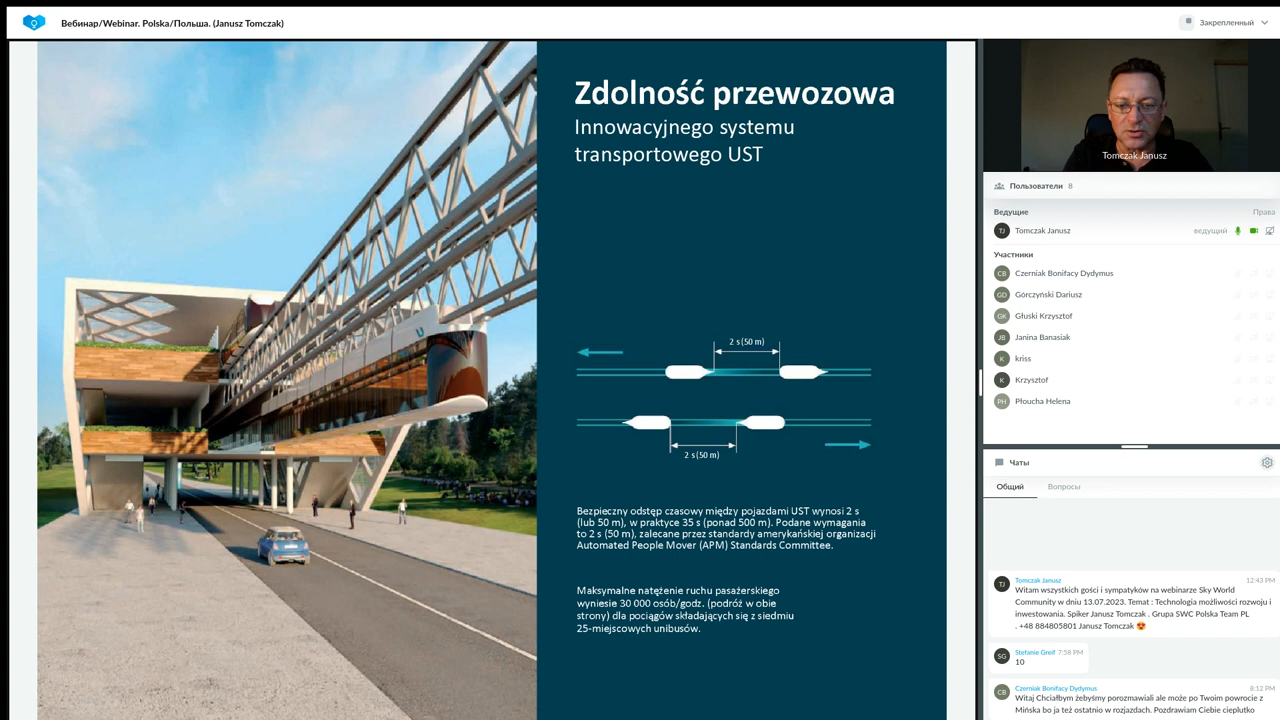 Вебинар/Webinar. Polska/Польша. (Janusz Tomczak)
Закрепленный
Zdolność przewozowa
Innowacyjnego systemu
transportowego UST
2 s (50 m)
2 s (50 m)
Bezpieczny odstęp czasowy między pojazdami UST wynosi 2 s
(lub 50 m), w praktyce 35 s (ponad 500 m). Podane wymagania
to 2 s (50 m), zalecane przez standardy amerykańskiej organizacji
Automated People Mover (APM) Standards Committee.
Maksymalne natężenie ruchu pasażerskiego
wyniesie 30 000 osób/godz. (podróż w obie
strony) dla pociągów składających się z siedmiu
25-miejscowych unibusów.
Tomczak Janusz
Пользователи 8
Ведущие Права
TJ Tomczak Janusz ведущий
Участники
CB Czerniak Bonifacy Dydymus
GD Górczyński Dariusz
GK Głuski Krzysztof
JB Janina Banasiak
K kriss
K Krzysztof
PH Płoucha Helena
Чаты
Общий Вопросы
TJ Tomczak Janusz 12:43 PM
Witam wszystkich gości i sympatyków na webinarze Sky World
Community w dniu 13.07.2023. Temat : Technologia możliwości rozwoju i
inwestowania. Spiker Janusz Tomczak . Grupa SWC Polska Team PL
. +48 884805801 Janusz Tomczak 😍
SG Stefanie Greif 7:58 PM
10
CB Czerniak Bonifacy Dydymus 8:12 PM
Witaj Chciałbym żebyśmy porozmawiali ale może po Twoim powrocie z
Mińska bo ja też ostatnio w rozjazdach. Pozdrawiam Ciebie cieplutko